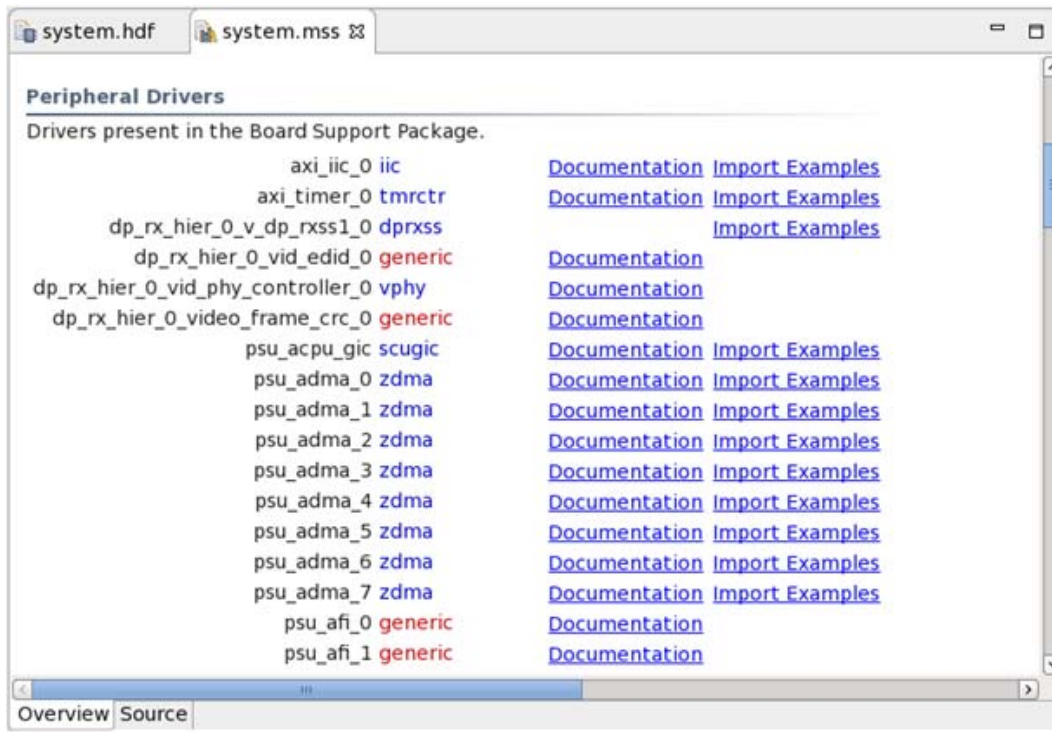 system.hdf system.mss
Peripheral Drivers
Drivers present in the Board Support Package.
axi_iic_0 iic Documentation Import Examples
axi_timer_0 tmrctr Documentation Import Examples
dp_rx_hier_0_v_dp_rxss1_0 dprxss Import Examples
dp_rx_hier_0_vid_edid_0 generic Documentation
dp_rx_hier_0_vid_phy_controller_0 vphy Documentation
dp_rx_hier_0_video_frame_crc_0 generic Documentation
psu_acpu_gic scugic Documentation Import Examples
psu_adma_0 zdma Documentation Import Examples
psu_adma_1 zdma Documentation Import Examples
psu_adma_2 zdma Documentation Import Examples
psu_adma_3 zdma Documentation Import Examples
psu_adma_4 zdma Documentation Import Examples
psu_adma_5 zdma Documentation Import Examples
psu_adma_6 zdma Documentation Import Examples
psu_adma_7 zdma Documentation Import Examples
psu_afi_0 generic Documentation
psu_afi_1 generic Documentation
Overview Source